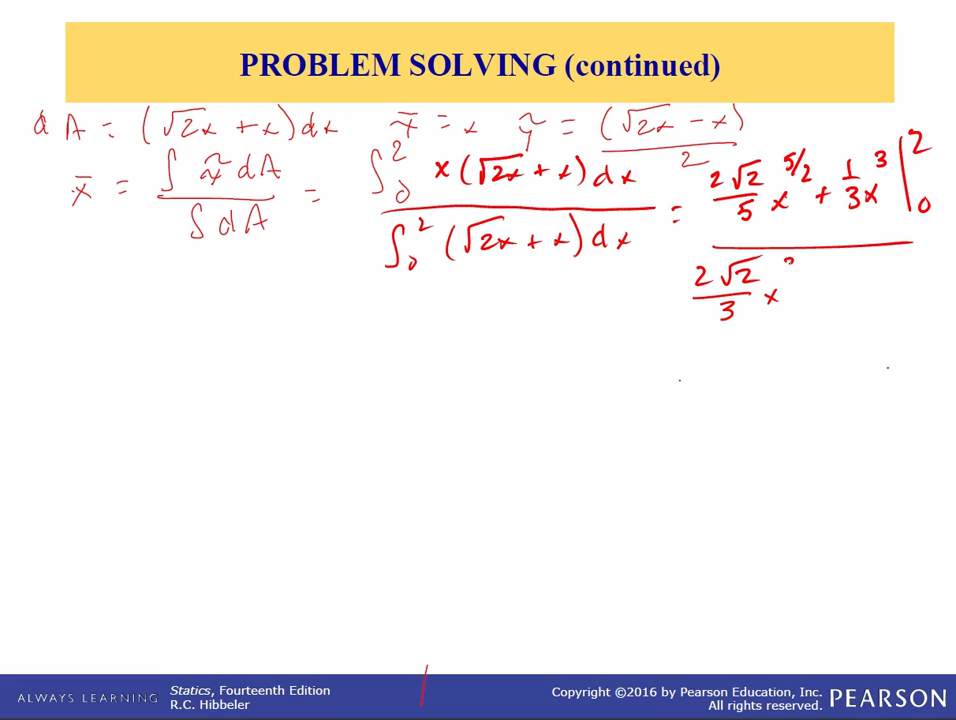 PROBLEM SOLVING (continued)
dA = (√2x + x) dx   x̃ = x   ỹ = (√2x - x) / 2
x̄ = ∫ x̃ dA / ∫ dA = ∫₀² x (√2x + x) dx / ∫₀² (√2x + x) dx = 2√2/5 x^5/2 + 1/3 x³ |₀² / 2√2/3 x
ALWAYS LEARNING
Statics, Fourteenth Edition
R.C. Hibbeler
Copyright ©2016 by Pearson Education, Inc.
All rights reserved.
PEARSON